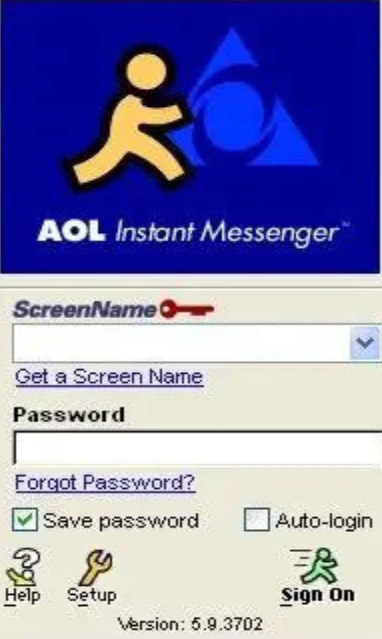 AOL Instant Messenger™
ScreenName
Get a Screen Name
Password
Forgot Password?
Save password Auto-login
Help Setup Sign On
Version: 5.9.3702